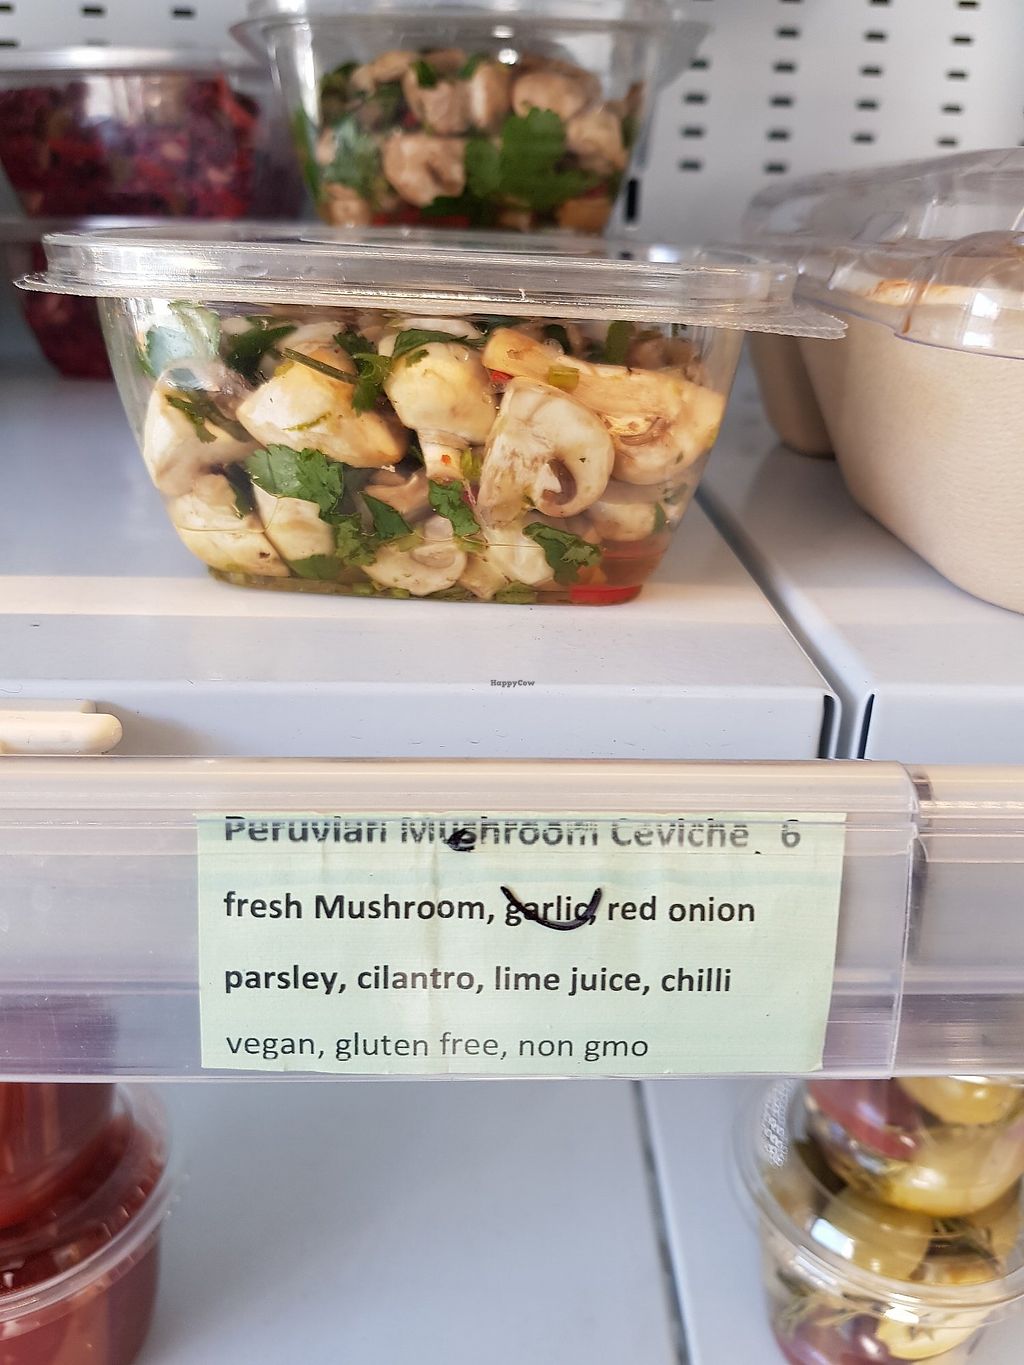 HappyCow
Peruvian Mushroom Ceviche 6
fresh Mushroom, garlic, red onion
parsley, cilantro, lime juice, chilli
vegan, gluten free, non gmo